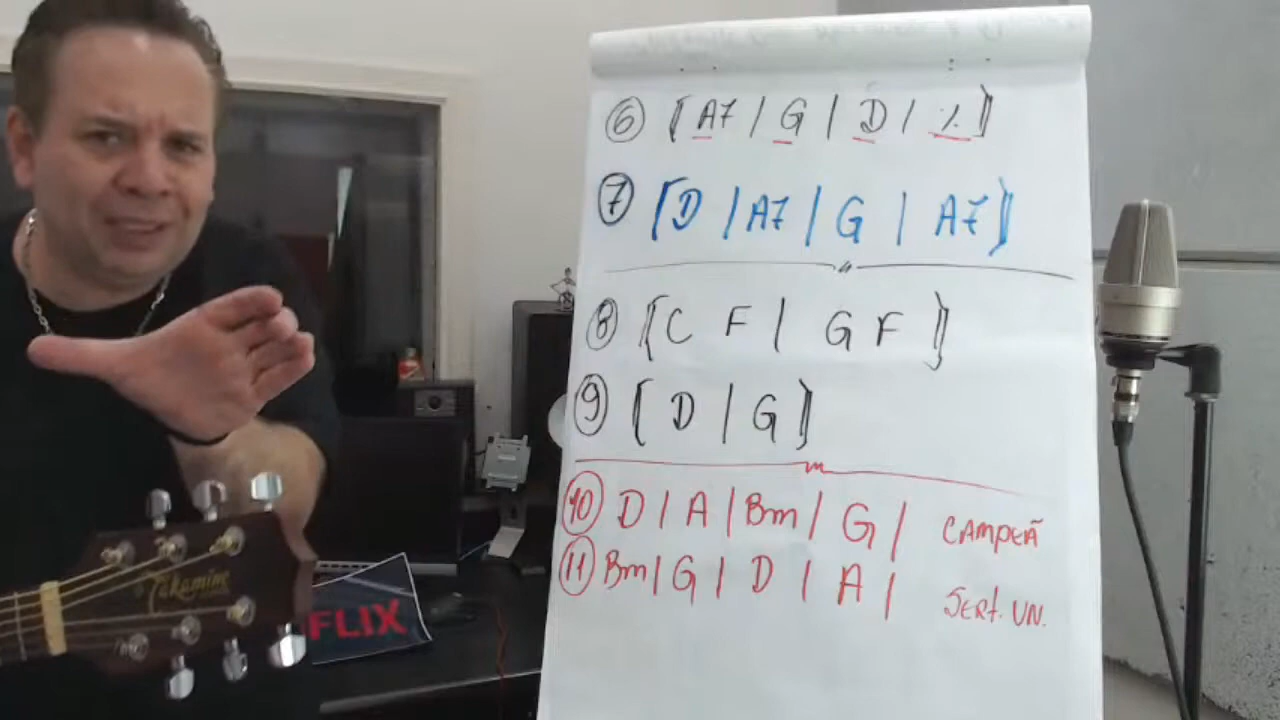 6 [ A7 | G | D | ٪ ]
7 [ D | A7 | G | A7 ]
8 [ C F | G F ]
9 [ D | G ]
10 D | A | Bm | G | CAMPEÃ
11 Bm | G | D | A | SERT. UN.
Takamine
FLIX